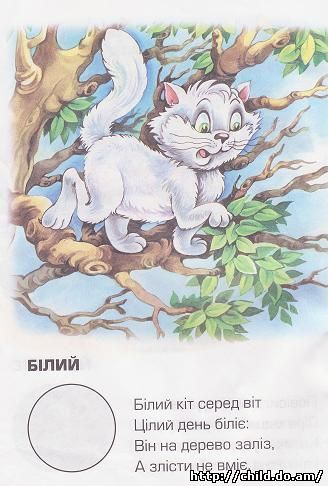 БІЛИЙ
Білий кіт серед віт
Цілий день біліє:
Він на дерево заліз,
А злісти не вміє.
http://child.do.am/